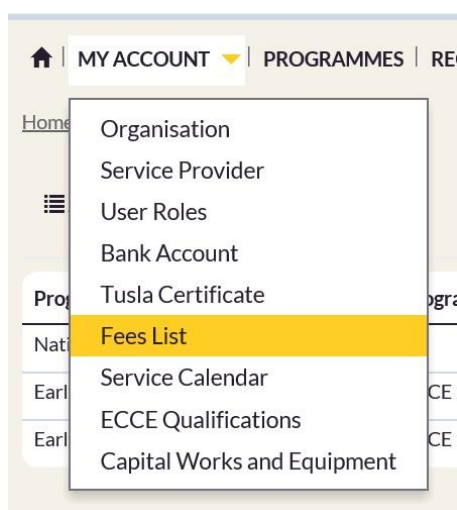 MY ACCOUNT PROGRAMMES
Home
Organisation
Service Provider
User Roles
Bank Account
Tusla Certificate
Fees List
Service Calendar
ECCE Qualifications
Capital Works and Equipment